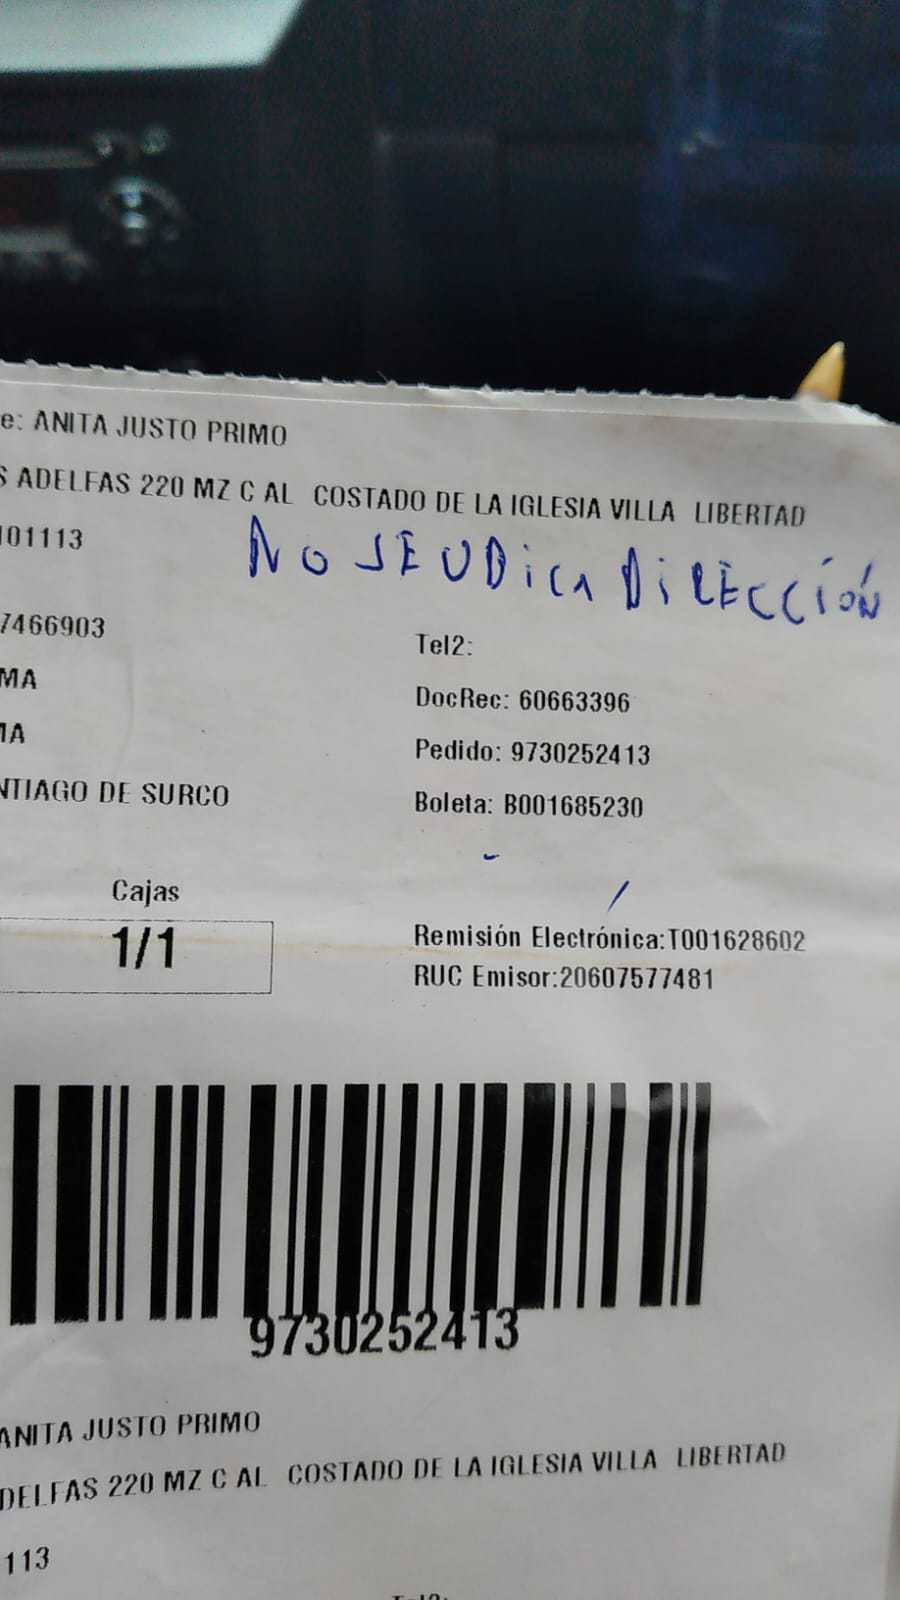 e: ANITA JUSTO PRIMO
S ADELFAS 220 MZ C AL COSTADO DE LA IGLESIA VILLA LIBERTAD
101113
NO SE UBICA DIRECCIÓN
7466903
Tel2:
MA
DocRec: 60663396
MA
Pedido: 9730252413
NTIAGO DE SURCO
Boleta: B001685230
Cajas
1/1
Remisión Electrónica:T001628602
RUC Emisor:20607577481
9730252413
ANITA JUSTO PRIMO
DELFAS 220 MZ C AL COSTADO DE LA IGLESIA VILLA LIBERTAD
113
Tel2: